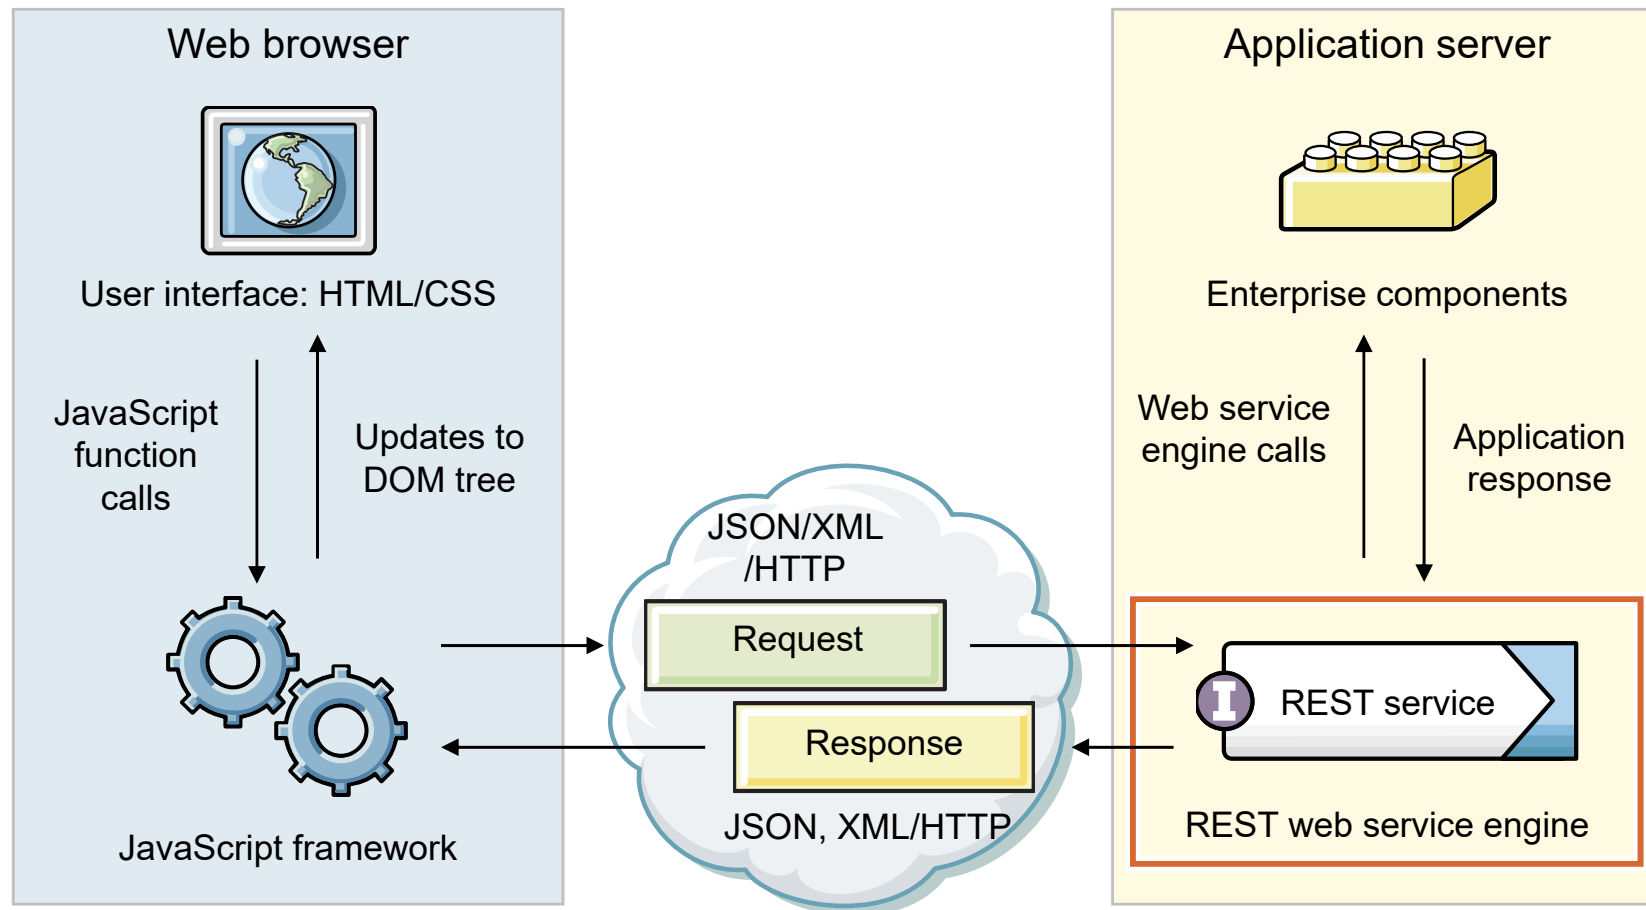 Web browser
User interface: HTML/CSS
JavaScript
function
calls
Updates to
DOM tree
JavaScript framework
JSON/XML
/HTTP
Request
Response
JSON, XML/HTTP
Application server
Enterprise components
Web service
engine calls
Application
response
I
REST service
REST web service engine